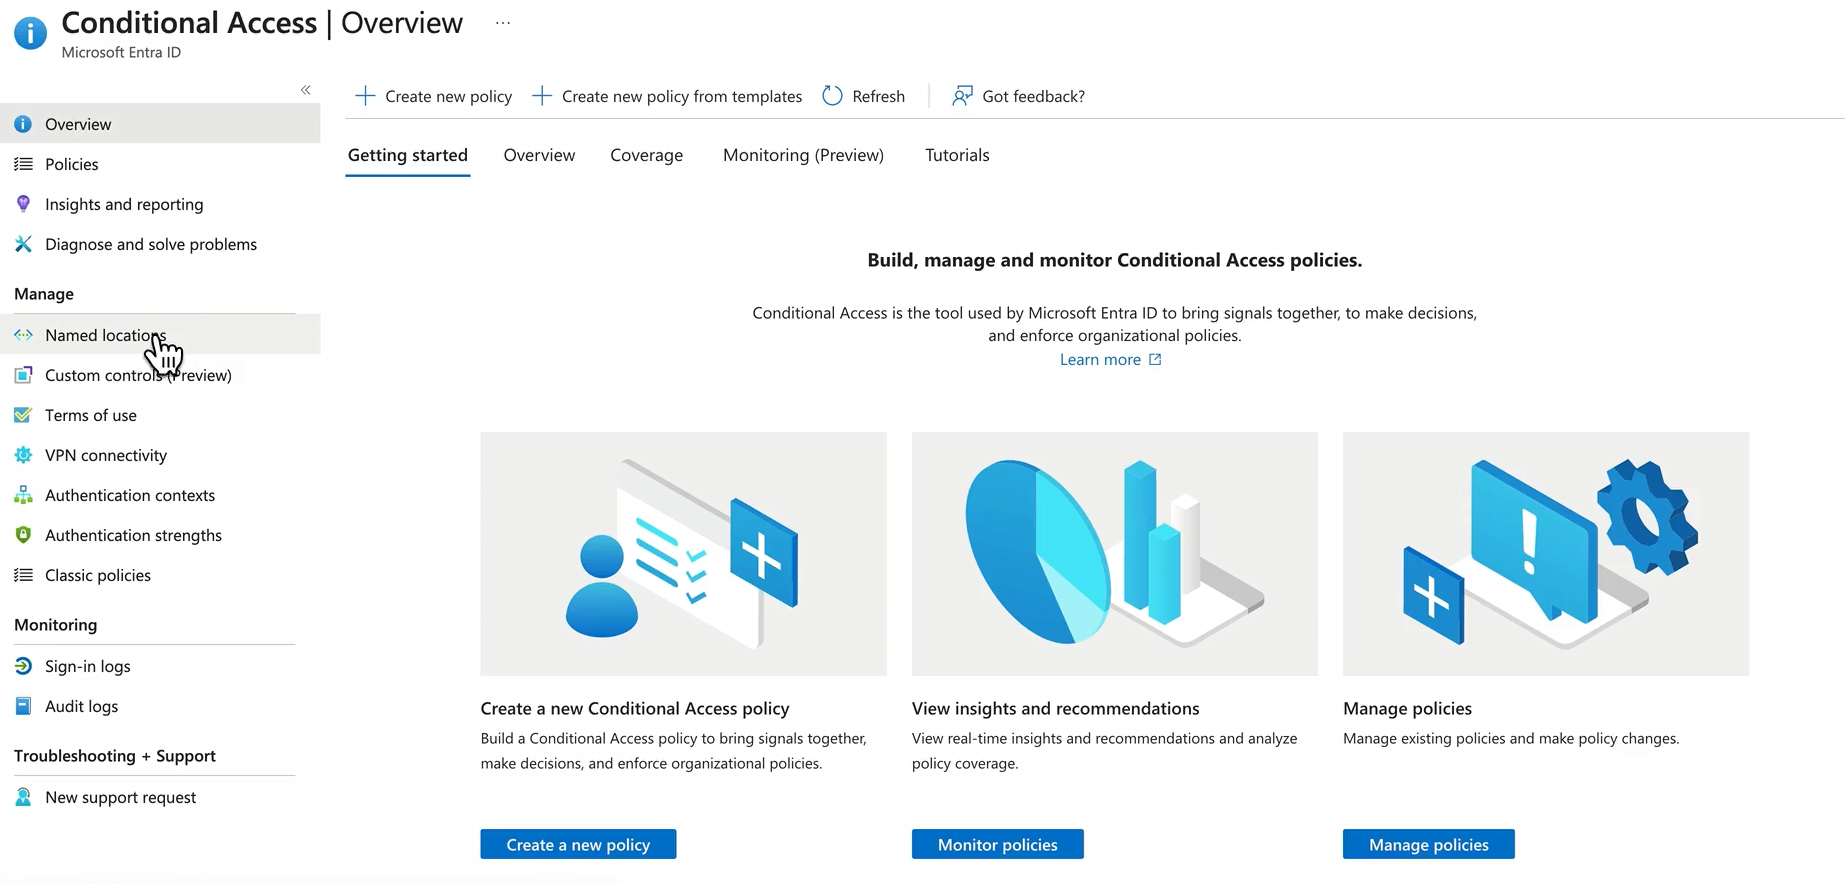 Conditional Access | Overview ...
Microsoft Entra ID
«
Overview
Policies
Insights and reporting
Diagnose and solve problems
Manage
Named locations
Custom controls (Preview)
Terms of use
VPN connectivity
Authentication contexts
Authentication strengths
Classic policies
Monitoring
Sign-in logs
Audit logs
Troubleshooting + Support
New support request
Create new policy Create new policy from templates Refresh Got feedback?
Getting started Overview Coverage Monitoring (Preview) Tutorials
Build, manage and monitor Conditional Access policies.
Conditional Access is the tool used by Microsoft Entra ID to bring signals together, to make decisions,
and enforce organizational policies.
Learn more
Create a new Conditional Access policy
Build a Conditional Access policy to bring signals together,
make decisions, and enforce organizational policies.
Create a new policy
View insights and recommendations
View real-time insights and recommendations and analyze
policy coverage.
Monitor policies
Manage policies
Manage existing policies and make policy changes.
Manage policies